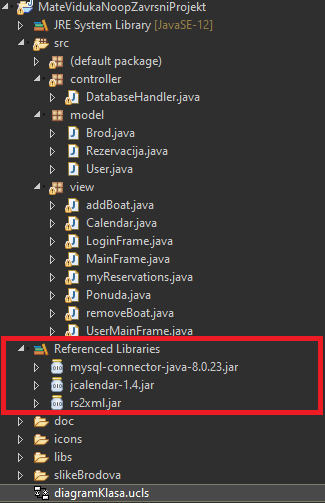 MateVidukaNoopZavrsniProjekt
JRE System Library [JavaSE-12]
src
(default package)
controller
DatabaseHandler.java
model
Brod.java
Rezervacija.java
User.java
view
addBoat.java
Calendar.java
LoginFrame.java
MainFrame.java
myReservations.java
Ponuda.java
removeBoat.java
UserMainFrame.java
Referenced Libraries
mysql-connector-java-8.0.23.jar
jcalendar-1.4.jar
rs2xml.jar
doc
icons
libs
slikeBrodova
diagramKlasa.ucls